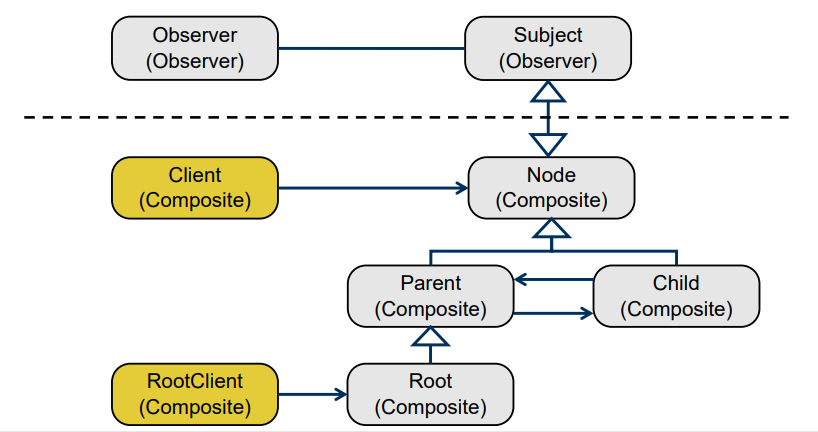 Observer
(Observer)
Subject
(Observer)
Client
(Composite)
Node
(Composite)
Parent
(Composite)
Child
(Composite)
RootClient
(Composite)
Root
(Composite)